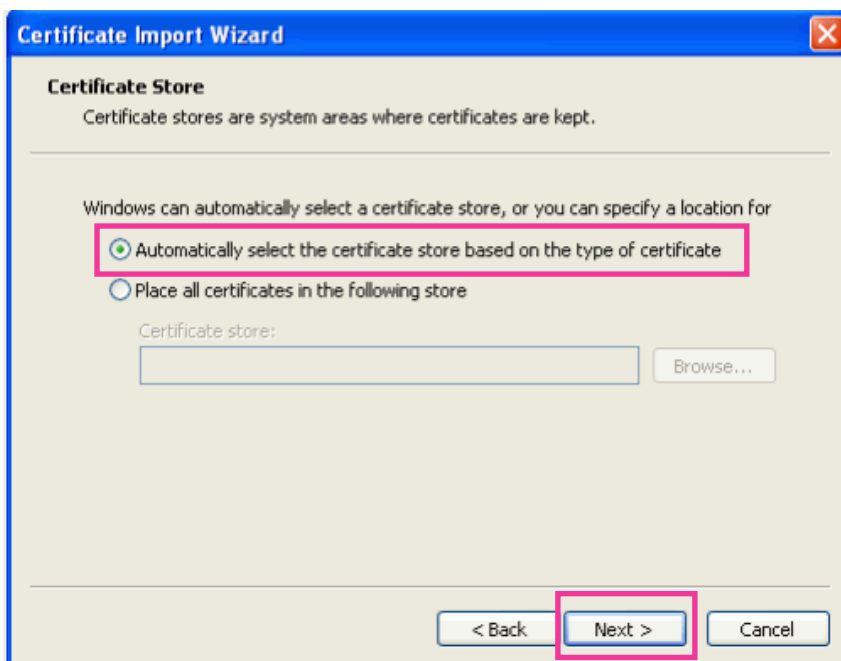 Certificate Import Wizard
Certificate Store
Certificate stores are system areas where certificates are kept.
Windows can automatically select a certificate store, or you can specify a location for
Automatically select the certificate store based on the type of certificate
Place all certificates in the following store
Certificate store:
Browse...
< Back Next > Cancel